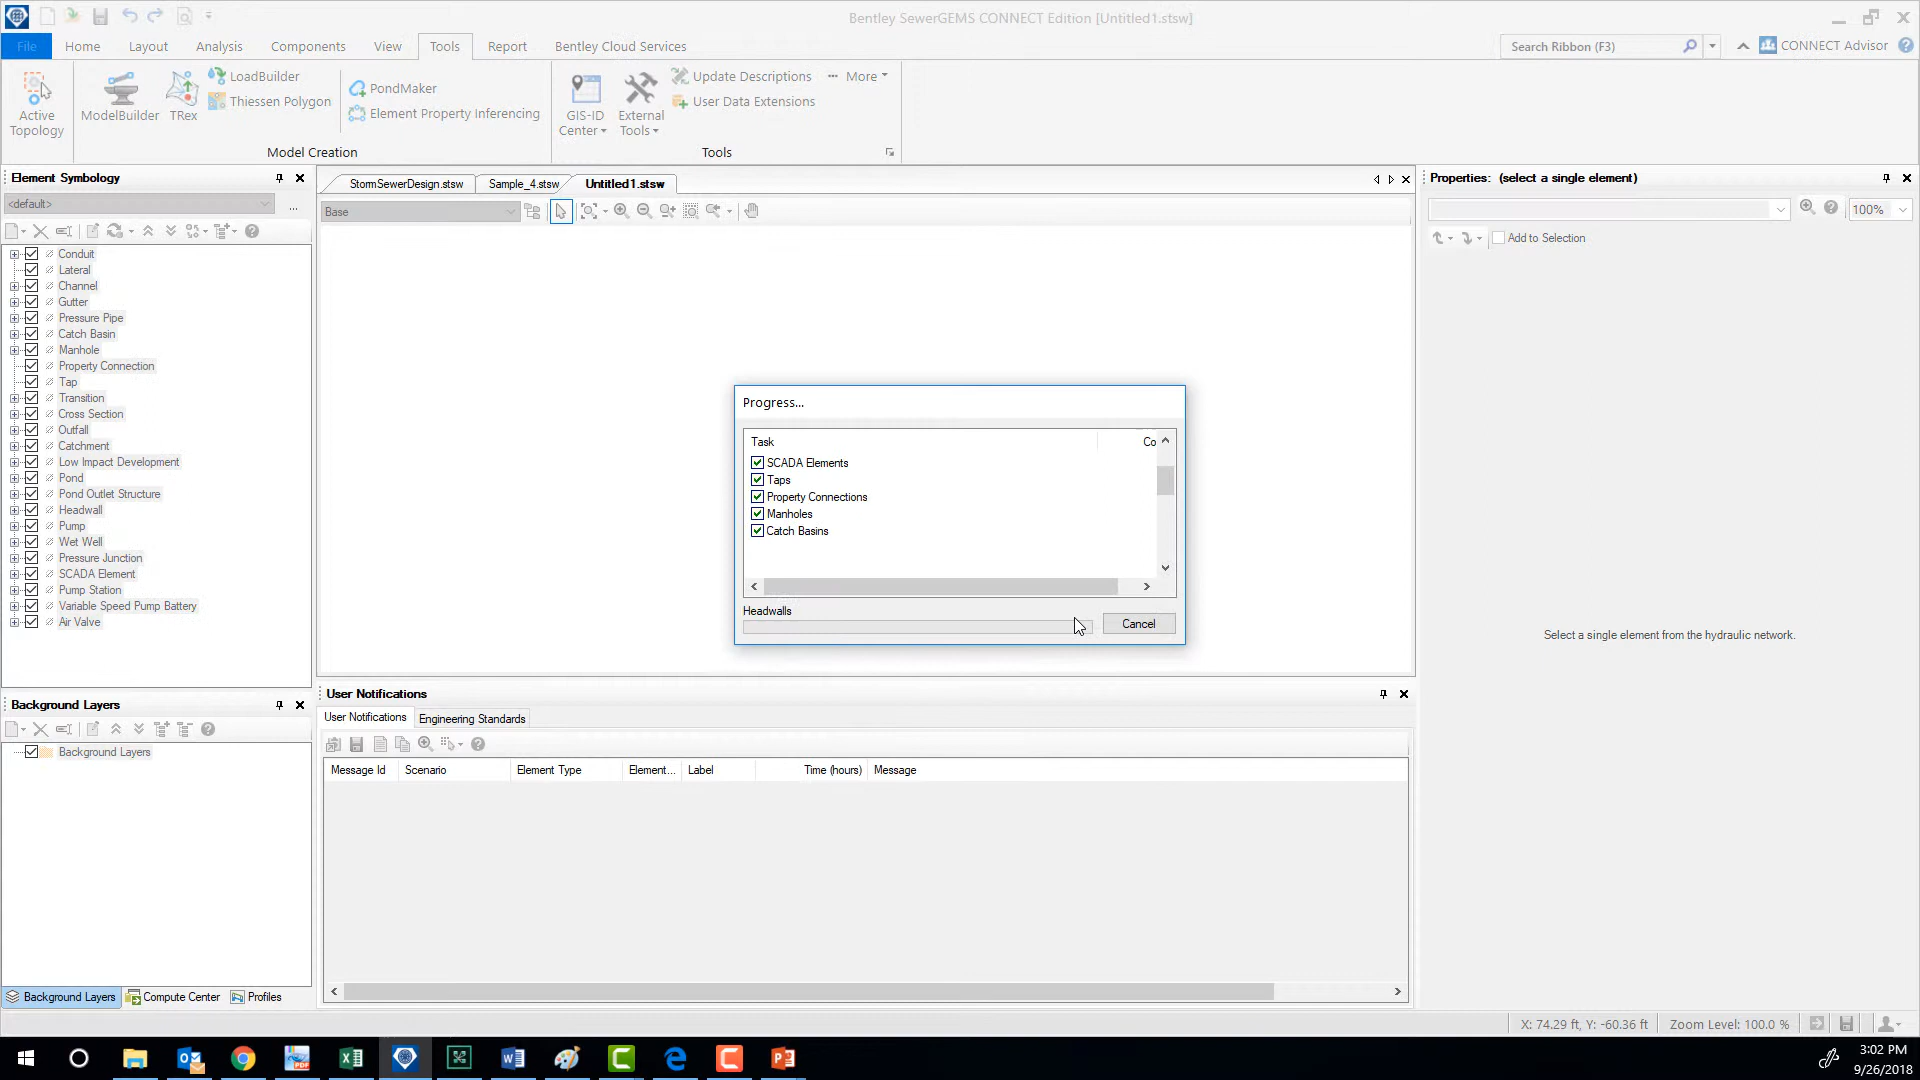 Bentley SewerGEMS CONNECT Edition [Untitled1.stsw]
File Home Layout Analysis Components View Tools Report Bentley Cloud Services
Search Ribbon (F3)
CONNECT Advisor
Active Topology
ModelBuilder
TRex
LoadBuilder
Thiessen Polygon
PondMaker
Element Property Inferencing
Model Creation
GIS-ID Center
External Tools
Update Descriptions
More
User Data Extensions
Tools
Element Symbology
<default>
...
Conduit
Lateral
Channel
Gutter
Pressure Pipe
Catch Basin
Manhole
Property Connection
Tap
Transition
Cross Section
Outfall
Catchment
Low Impact Development
Pond
Pond Outlet Structure
Headwall
Pump
Wet Well
Pressure Junction
SCADA Element
Pump Station
Variable Speed Pump Battery
Air Valve
Background Layers
Background Layers
Background Layers Compute Center Profiles
StormSewerDesign.stsw Sample_4.stsw Untitled1.stsw
Base
Progress...
Task Co
SCADA Elements
Taps
Property Connections
Manholes
Catch Basins
Headwalls
Cancel
User Notifications
User Notifications Engineering Standards
Message Id Scenario Element Type Element... Label Time (hours) Message
Properties: (select a single element)
100%
Add to Selection
Select a single element from the hydraulic network.
X: 74.29 ft, Y: -60.36 ft Zoom Level: 100.0 %
3:02 PM
9/26/2018